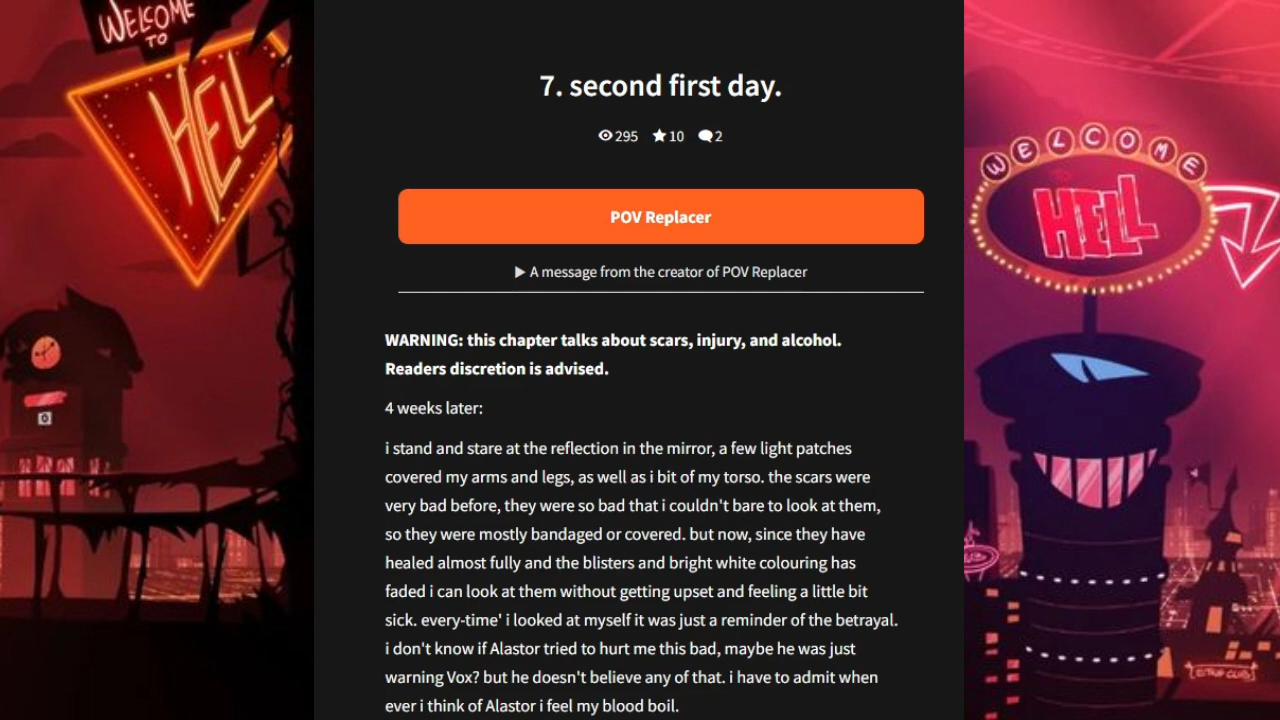 WELCOME
TO
HELL
WELCOME
TO
HELL
7. second first day.
295 10 2
POV Replacer
▶ A message from the creator of POV Replacer
WARNING: this chapter talks about scars, injury, and alcohol.
Readers discretion is advised.
4 weeks later:
i stand and stare at the reflection in the mirror, a few light patches
covered my arms and legs, as well as i bit of my torso. the scars were
very bad before, they were so bad that i couldn't bare to look at them,
so they were mostly bandaged or covered. but now, since they have
healed almost fully and the blisters and bright white colouring has
faded i can look at them without getting upset and feeling a little bit
sick. every-time' i looked at myself it was just a reminder of the betrayal.
i don't know if Alastor tried to hurt me this bad, maybe he was just
warning Vox? but he doesn't believe any of that. i have to admit when
ever i think of Alastor i feel my blood boil.